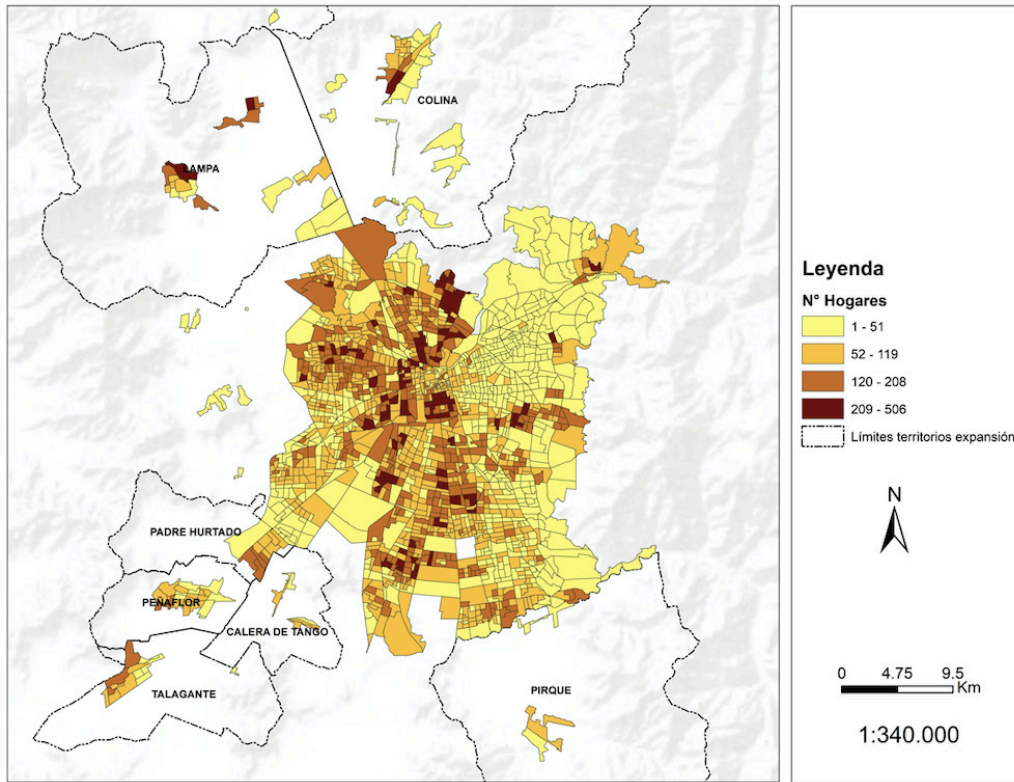 COLINA
LAMPA
PADRE HURTADO
PEÑAFLOR
CALERA DE TANGO
TALAGANTE
PIRQUE
Leyenda
N° Hogares
1 - 51
52 - 119
120 - 208
209 - 506
Límites territorios expansión
N
0 4.75 9.5
Km
1:340.000